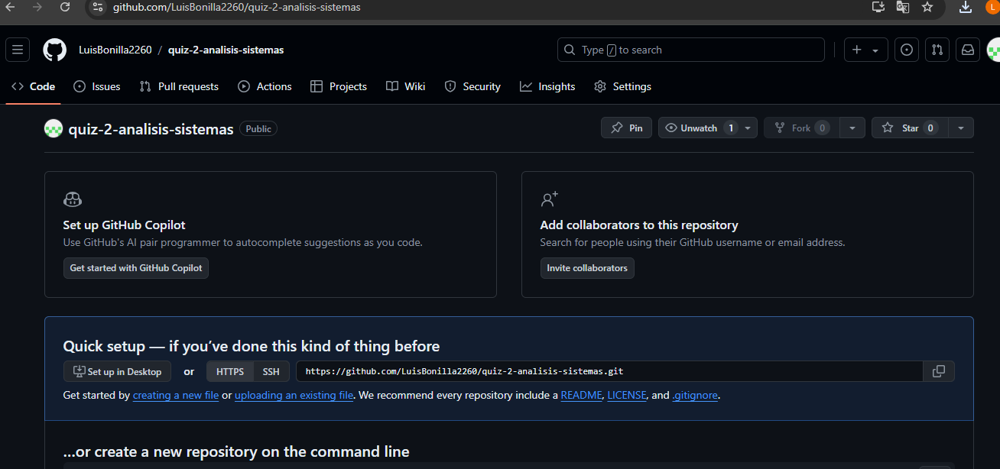 github.com/LuisBonilla2260/quiz-2-analisis-sistemas
L
LuisBonilla2260 / quiz-2-analisis-sistemas
Type / to search
Code Issues Pull requests Actions Projects Wiki Security Insights Settings
quiz-2-analisis-sistemas Public
Pin Unwatch 1 Fork 0 Star 0
Set up GitHub Copilot
Use GitHub's AI pair programmer to autocomplete suggestions as you code.
Get started with GitHub Copilot
Add collaborators to this repository
Search for people using their GitHub username or email address.
Invite collaborators
Quick setup — if you’ve done this kind of thing before
Set up in Desktop or HTTPS SSH https://github.com/LuisBonilla2260/quiz-2-analisis-sistemas.git
Get started by creating a new file or uploading an existing file. We recommend every repository include a README, LICENSE, and .gitignore.
…or create a new repository on the command line